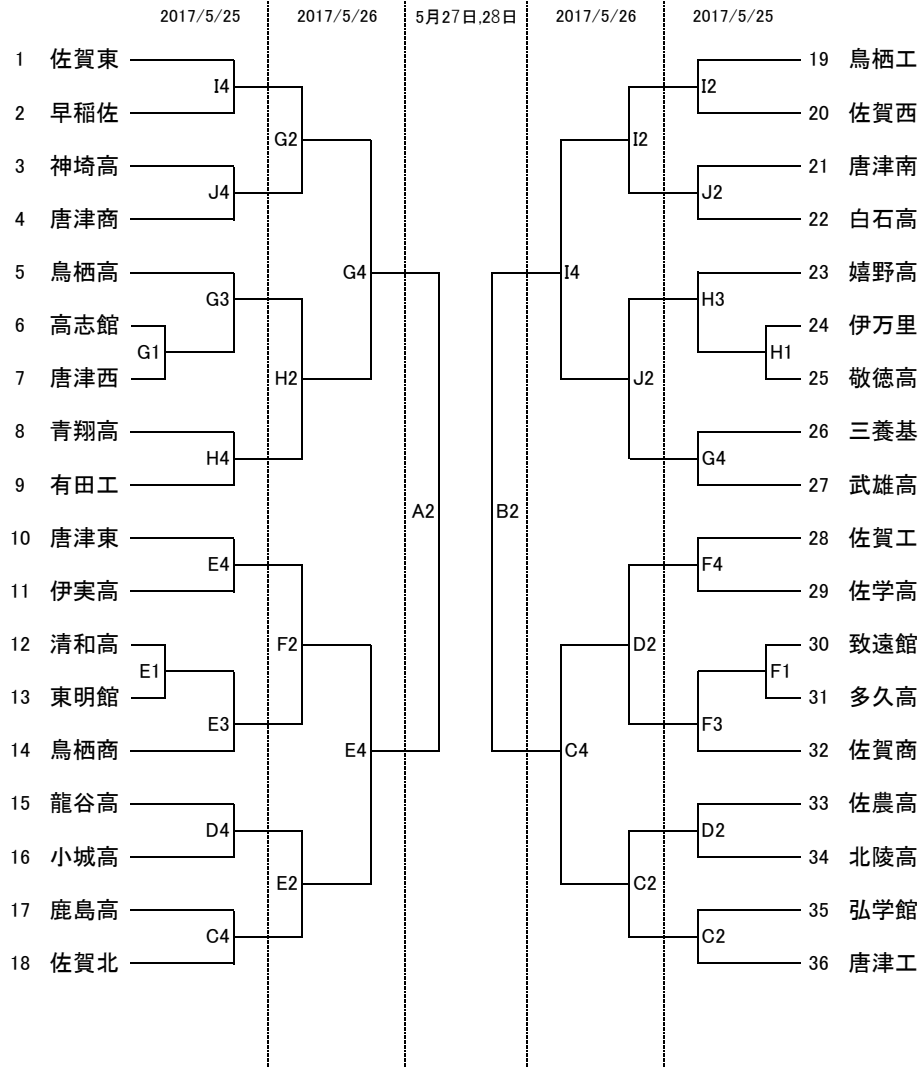 2017/5/25 2017/5/26 5月27日,28日 2017/5/26 2017/5/25
1 佐賀東 19 鳥栖工
I4 I2
2 早稲佐 20 佐賀西
G2 I2
3 神埼高 21 唐津南
J4 J2
4 唐津商 22 白石高
5 鳥栖高 G4 I4 23 嬉野高
G3 H3
6 高志館 24 伊万里
G1 H1
7 唐津西 H2 J2 25 敬徳高
8 青翔高 26 三養基
H4 G4
9 有田工 27 武雄高
A2 B2
10 唐津東 28 佐賀工
E4 F4
11 伊実高 29 佐学高
12 清和高 F2 D2 30 致遠館
E1 F1
13 東明館 31 多久高
E3 F3
14 鳥栖商 E4 C4 32 佐賀商
15 龍谷高 33 佐農高
D4 D2
16 小城高 34 北陵高
E2 C2
17 鹿島高 35 弘学館
C4 C2
18 佐賀北 36 唐津工